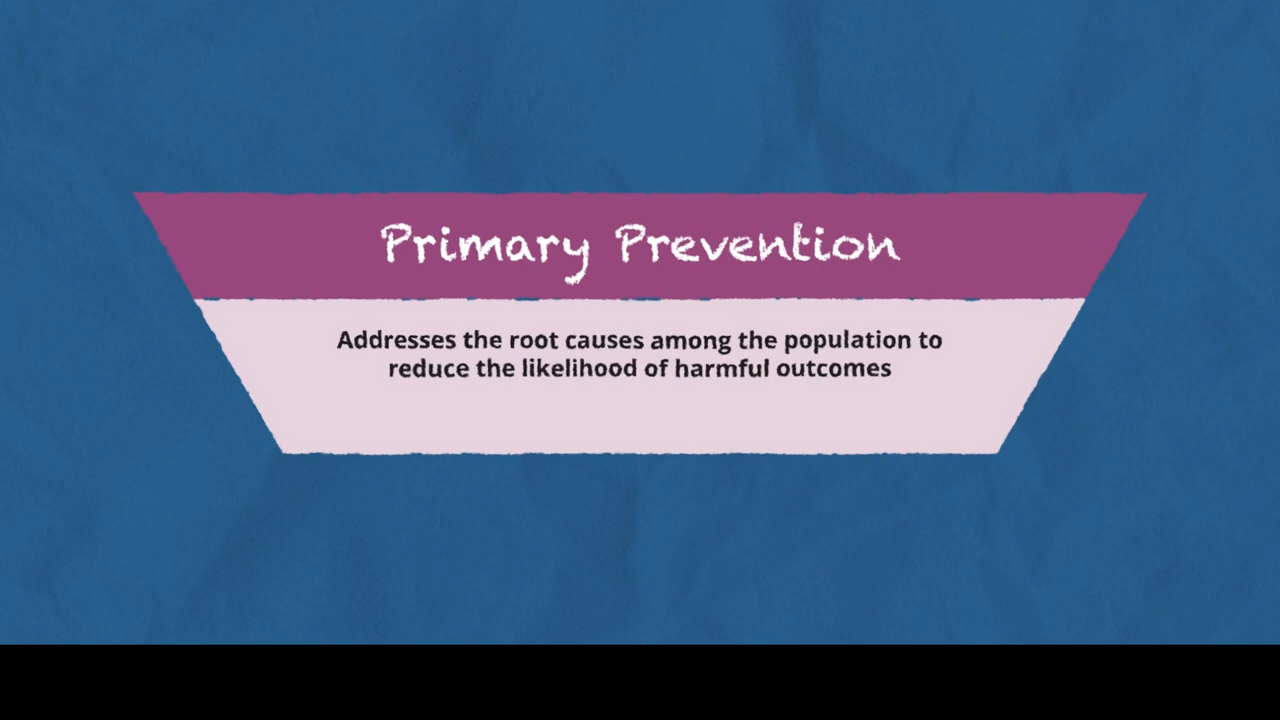 Primary Prevention
Addresses the root causes among the population to
reduce the likelihood of harmful outcomes